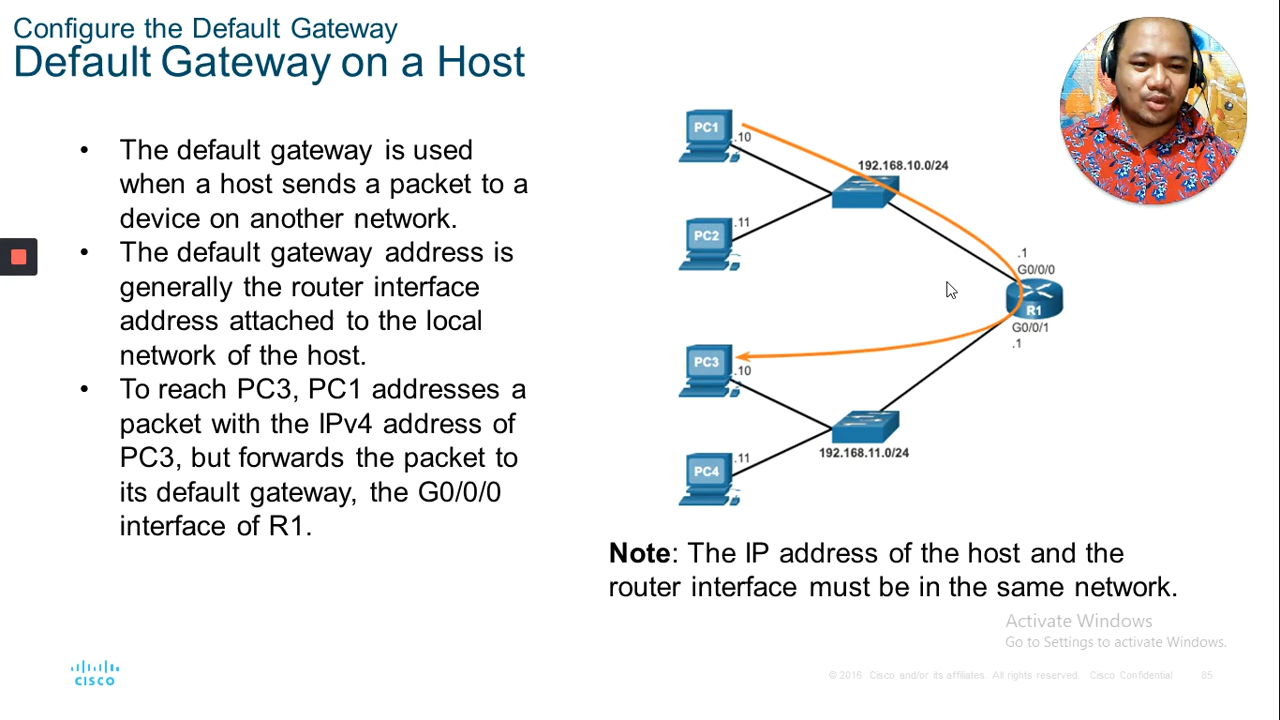 Configure the Default Gateway
Default Gateway on a Host
• The default gateway is used
when a host sends a packet to a
device on another network.
• The default gateway address is
generally the router interface
address attached to the local
network of the host.
• To reach PC3, PC1 addresses a
packet with the IPv4 address of
PC3, but forwards the packet to
its default gateway, the G0/0/0
interface of R1.
PC1
.10
192.168.10.0/24
PC2
.11
.1
G0/0/0
R1
G0/0/1
.1
PC3
.10
PC4
.11
192.168.11.0/24
Note: The IP address of the host and the
router interface must be in the same network.
Activate Windows
Go to Settings to activate Windows.
CISCO
© 2016 Cisco and/or its affiliates. All rights reserved. Cisco Confidential
85